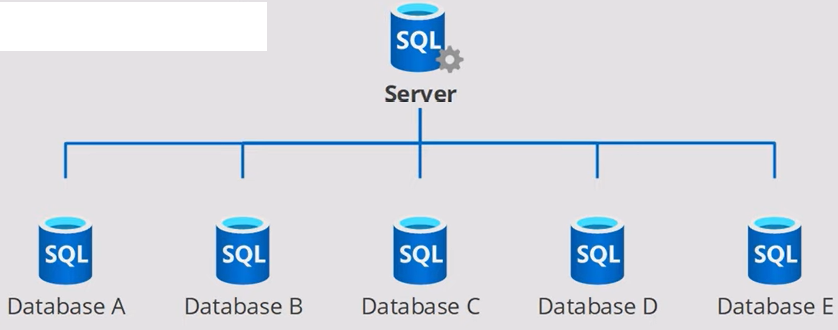 SQL
Server
SQL
SQL
SQL
SQL
SQL
Database A
Database B
Database C
Database D
Database E